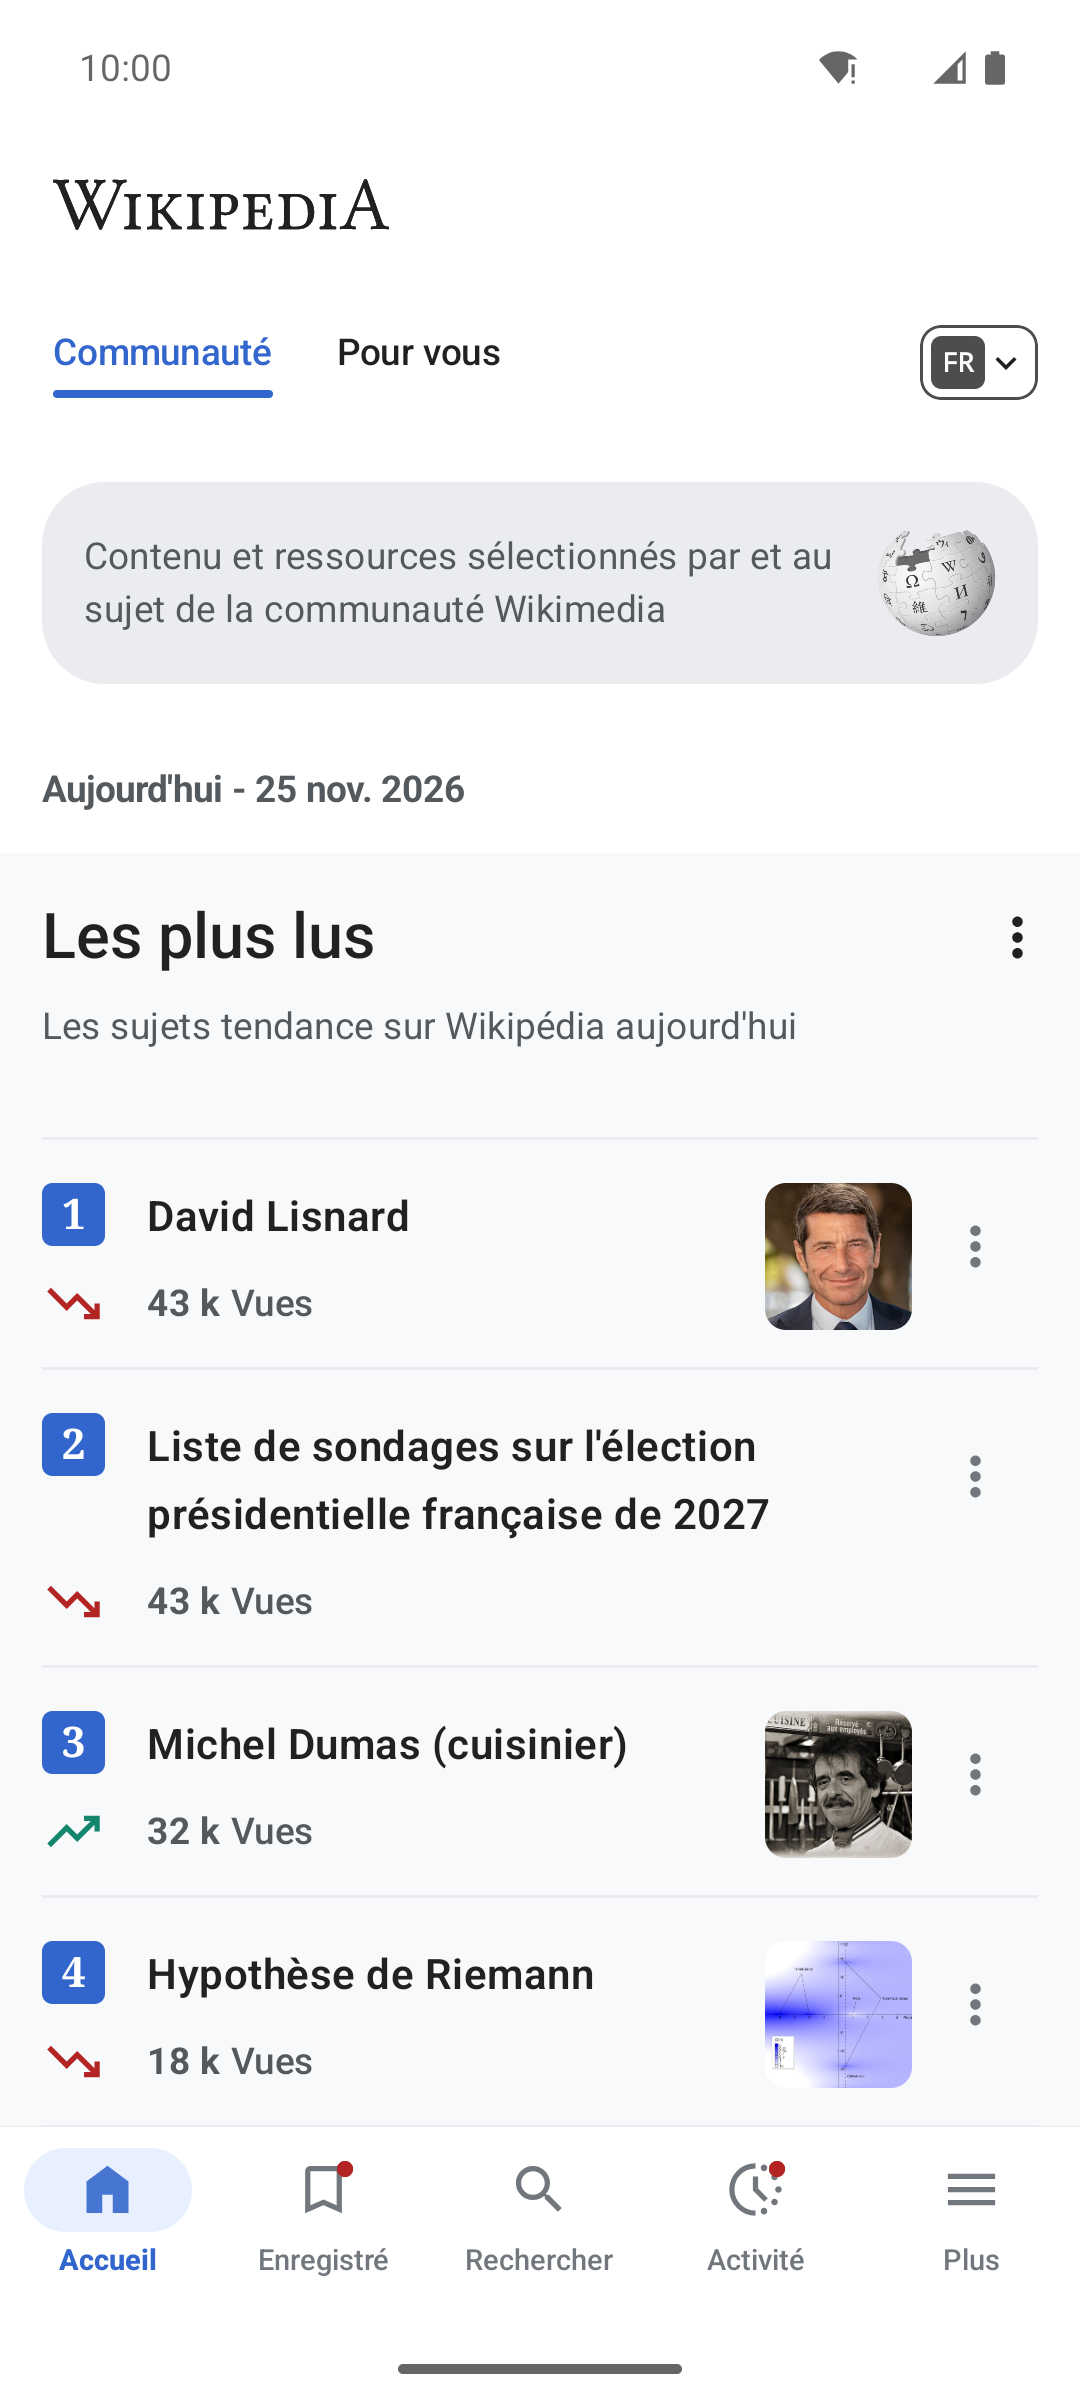 10:00
WIKIPEDIA
Communauté
Pour vous
FR
Contenu et ressources sélectionnés par et au
sujet de la communauté Wikimedia
Aujourd'hui - 25 nov. 2026
Les plus lus
Les sujets tendance sur Wikipédia aujourd'hui
1
David Lisnard
43 k Vues
2
Liste de sondages sur l'élection
présidentielle française de 2027
43 k Vues
3
Michel Dumas (cuisinier)
32 k Vues
4
Hypothèse de Riemann
18 k Vues
Accueil
Enregistré
Rechercher
Activité
Plus